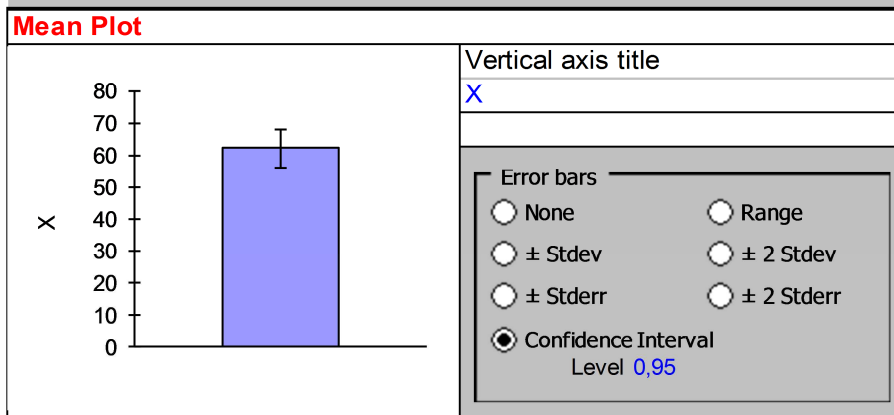 Mean Plot
80
70
60
50
40
30
20
10
0
X
Vertical axis title
X
Error bars
None
Range
± Stdev
± 2 Stdev
± Stderr
± 2 Stderr
Confidence Interval
Level 0,95